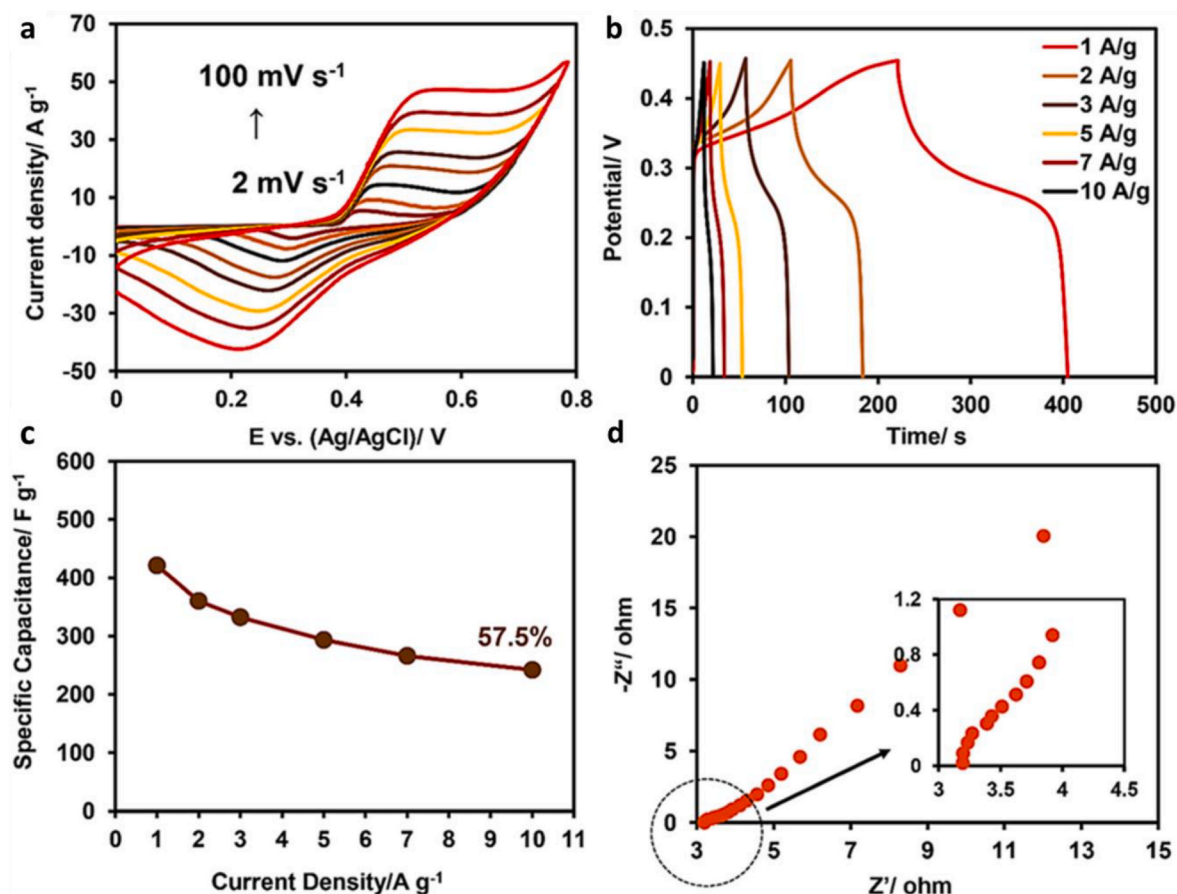 a
70
50
30
10
-10
-30
-50
Current density/ A g⁻¹
100 mV s⁻¹
↑
2 mV s⁻¹
0
0.2
0.4
0.6
0.8
E vs. (Ag/AgCl)/ V
b
0.5
0.4
0.3
0.2
0.1
0
Potential/ V
1 A/g
2 A/g
3 A/g
5 A/g
7 A/g
10 A/g
0
100
200
300
400
500
Time/ s
c
600
500
400
300
200
100
0
Specific Capacitance/ F g⁻¹
57.5%
0 1 2 3 4 5 6 7 8 9 10 11
Current Density/A g⁻¹
d
25
20
15
10
5
0
-Z“/ ohm
1.2
0.8
0.4
0
3 3.5 4 4.5
3 5 7 9 11 13 15
Z’/ ohm